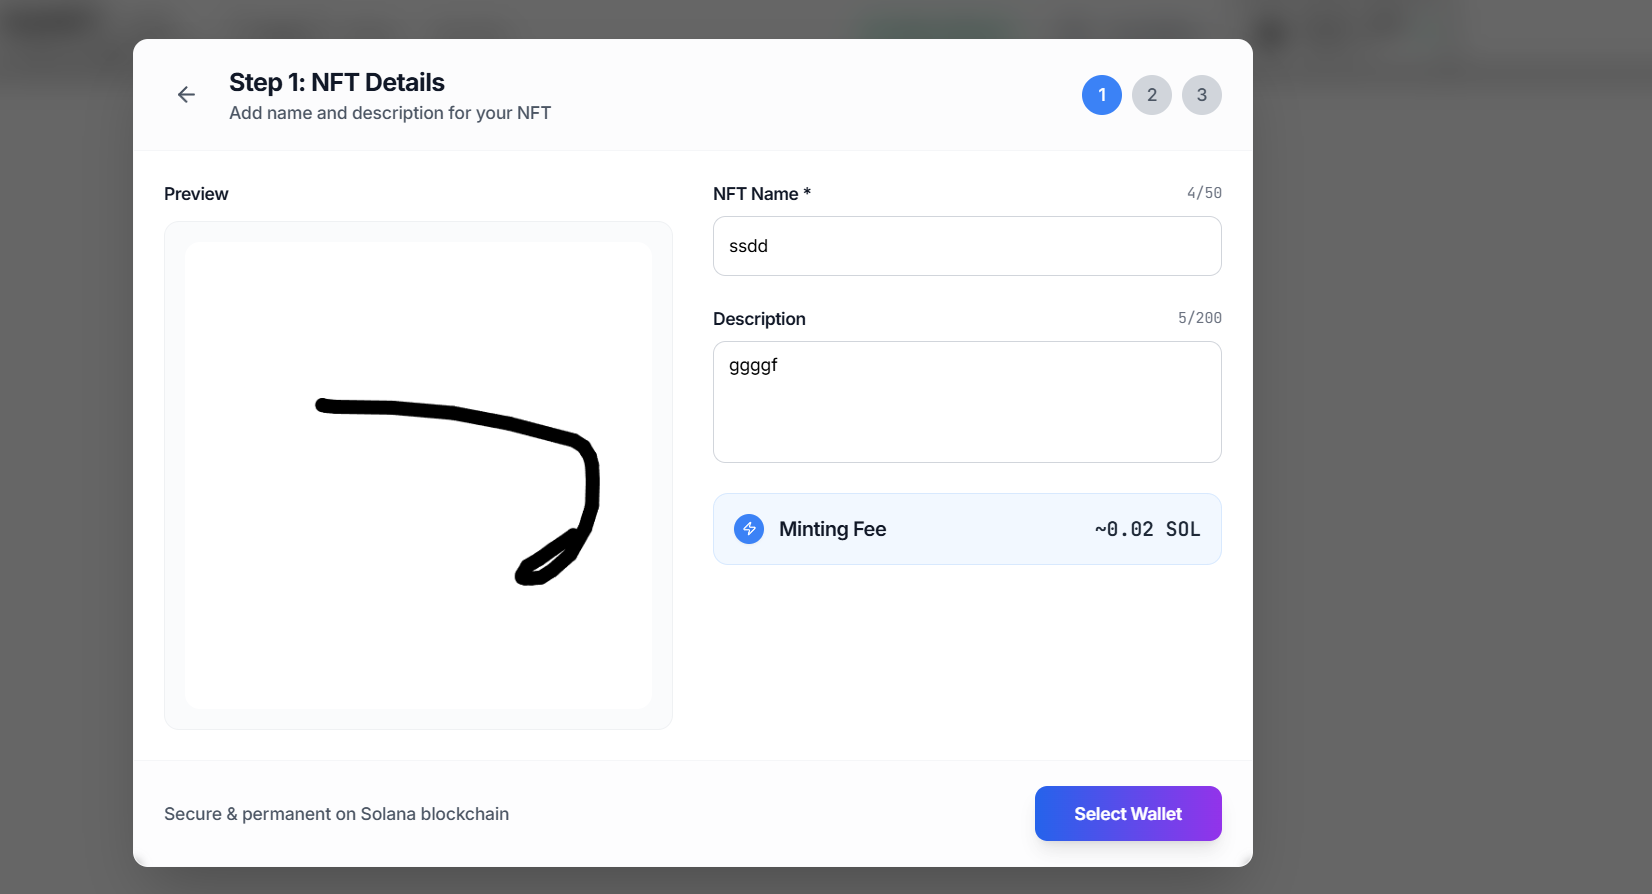 Step 1: NFT Details
Add name and description for your NFT
1 2 3
Preview
NFT Name * 4/50
ssdd
Description 5/200
ggggf
Minting Fee ~0.02 SOL
Secure & permanent on Solana blockchain
Select Wallet